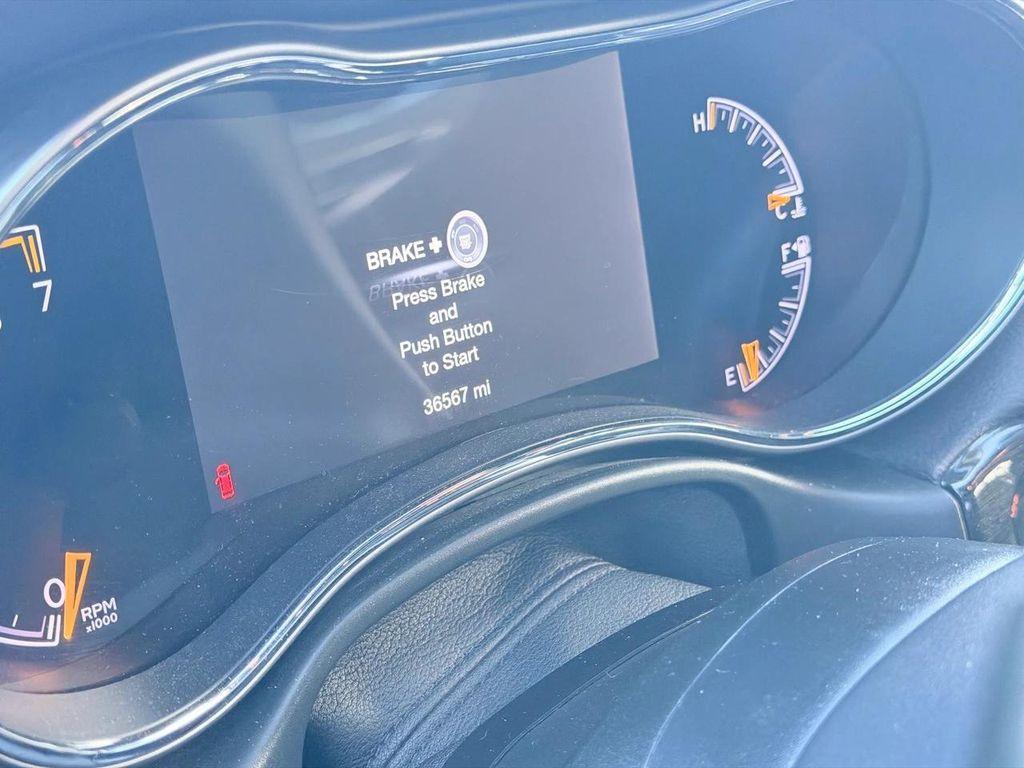 7
0
RPM
x1000
BRAKE +
Press Brake
and
Push Button
to Start
36567 mi
H
C
F
E